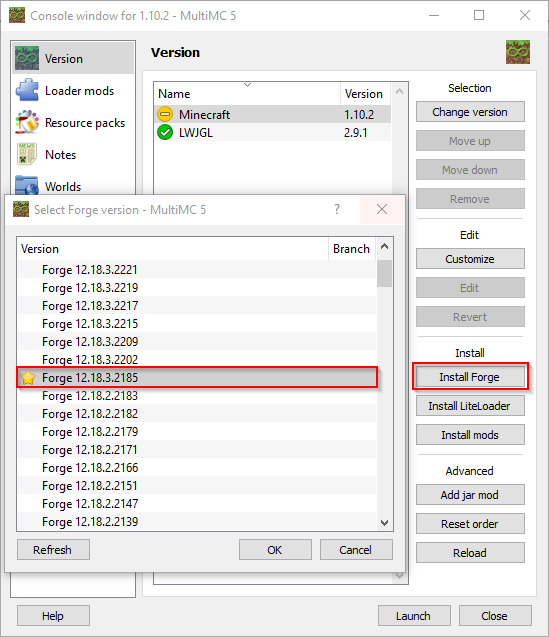 Console window for 1.10.2 - MultiMC 5
Version
Loader mods
Resource packs
Notes
Worlds
Version
Name Version
Minecraft 1.10.2
LWJGL 2.9.1
Selection
Change version
Move up
Move down
Remove
Edit
Customize
Edit
Revert
Install
Install Forge
Install LiteLoader
Install mods
Advanced
Add jar mod
Reset order
Reload
Select Forge version - MultiMC 5 ?
Version Branch
Forge 12.18.3.2221
Forge 12.18.3.2219
Forge 12.18.3.2217
Forge 12.18.3.2215
Forge 12.18.3.2209
Forge 12.18.3.2202
Forge 12.18.3.2185
Forge 12.18.2.2183
Forge 12.18.2.2182
Forge 12.18.2.2179
Forge 12.18.2.2171
Forge 12.18.2.2166
Forge 12.18.2.2151
Forge 12.18.2.2147
Forge 12.18.2.2139
Refresh OK Cancel
Help Launch Close